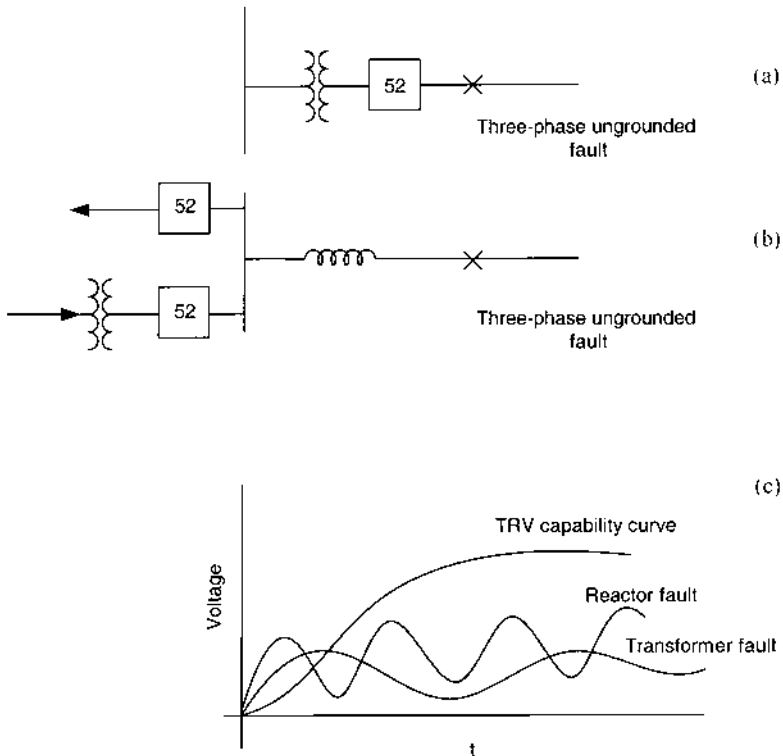 52
(a)
Three-phase ungrounded
fault
52
(b)
52
Three-phase ungrounded
fault
(c)
TRV capability curve
Reactor fault
Transformer fault
Voltage
t